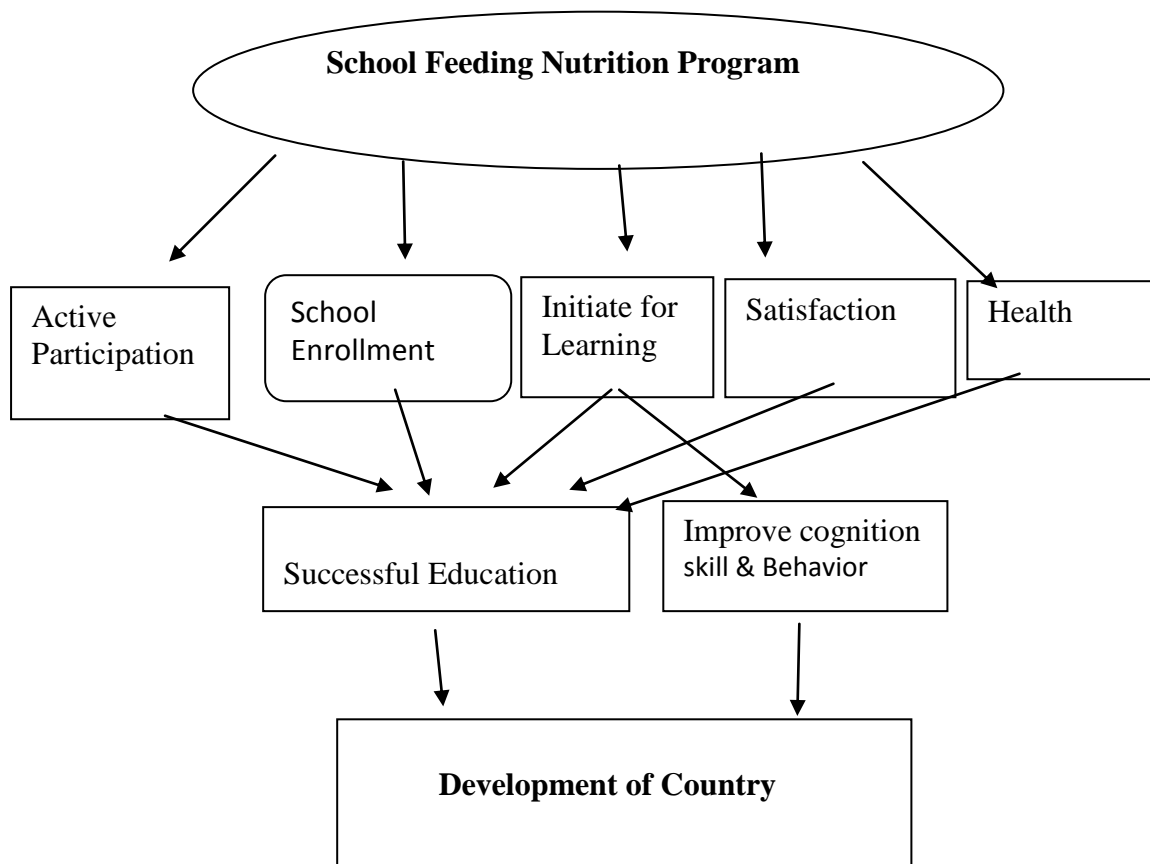 School Feeding Nutrition Program
Active
Participation
School
Enrollment
Initiate for
Learning
Satisfaction
Health
Successful Education
Improve cognition
skill & Behavior
Development of Country